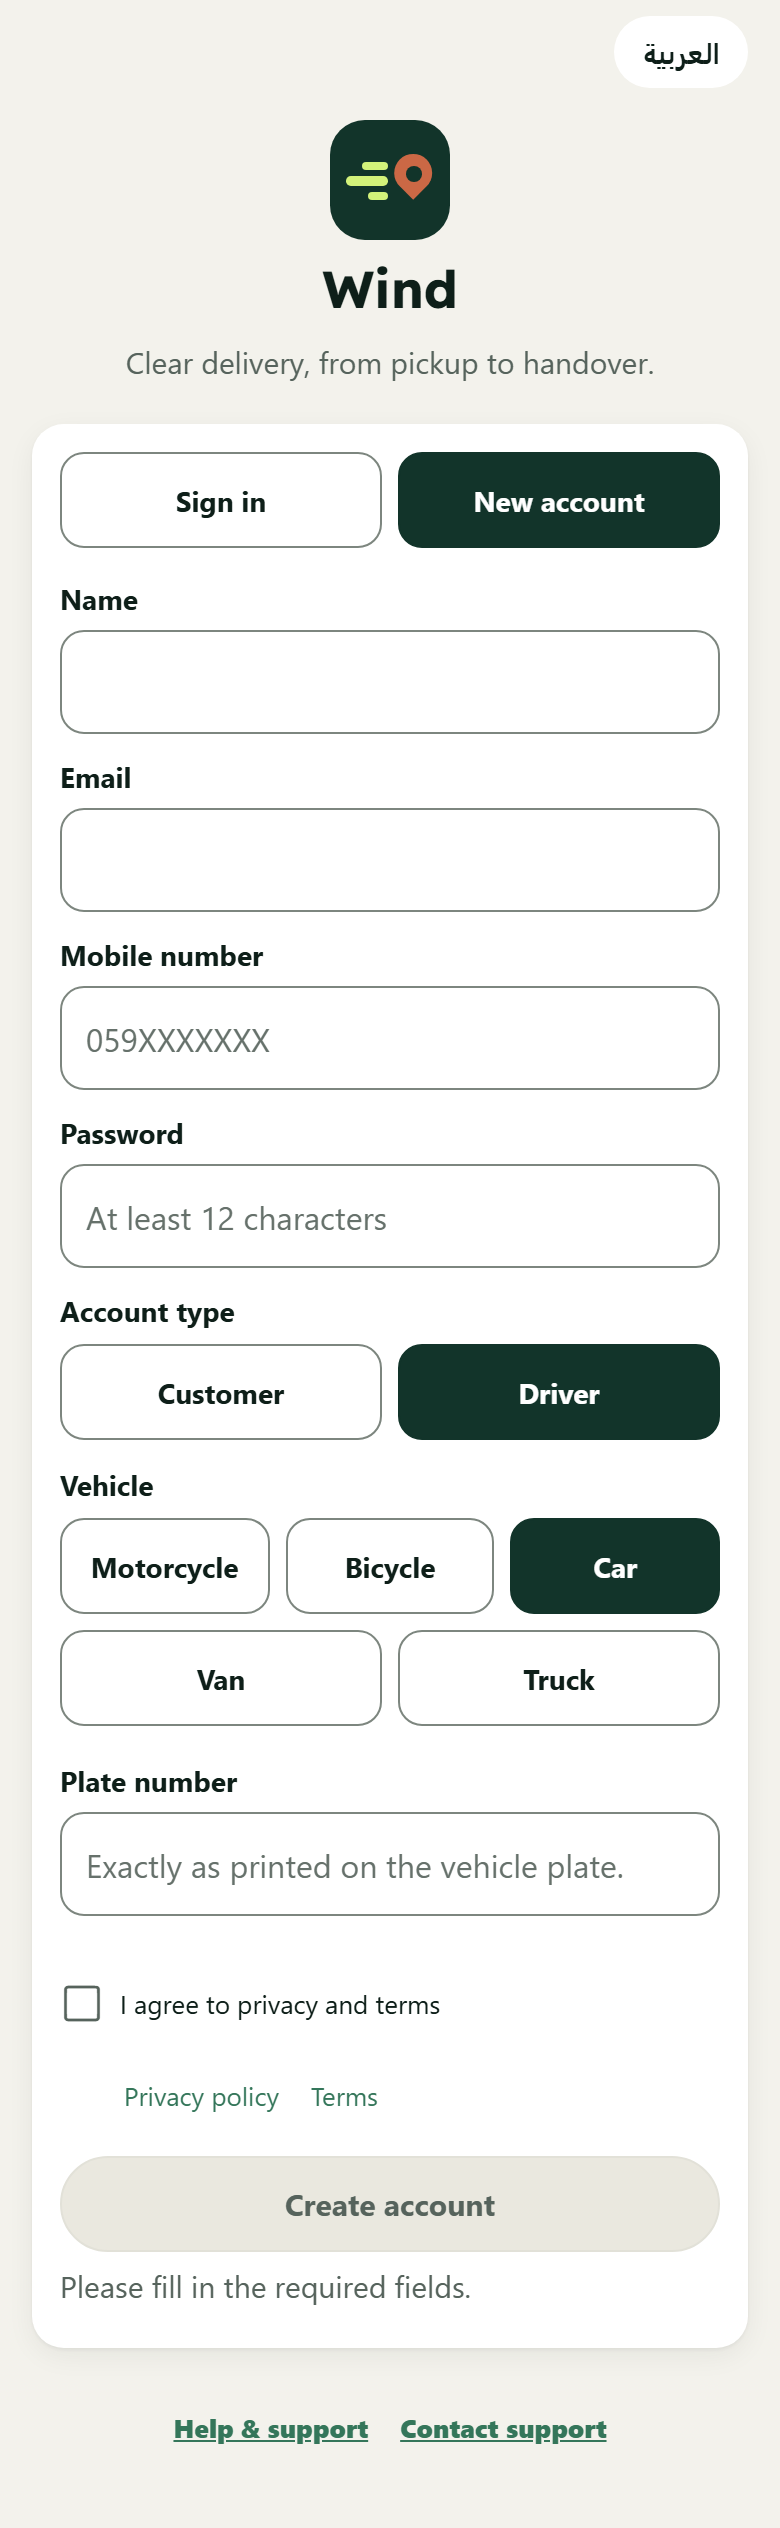 العربية
Wind
Clear delivery, from pickup to handover.
Sign in
New account
Name
Email
Mobile number
059XXXXXXX
Password
At least 12 characters
Account type
Customer
Driver
Vehicle
Motorcycle
Bicycle
Car
Van
Truck
Plate number
Exactly as printed on the vehicle plate.
I agree to privacy and terms
Privacy policy
Terms
Create account
Please fill in the required fields.
Help & support
Contact support